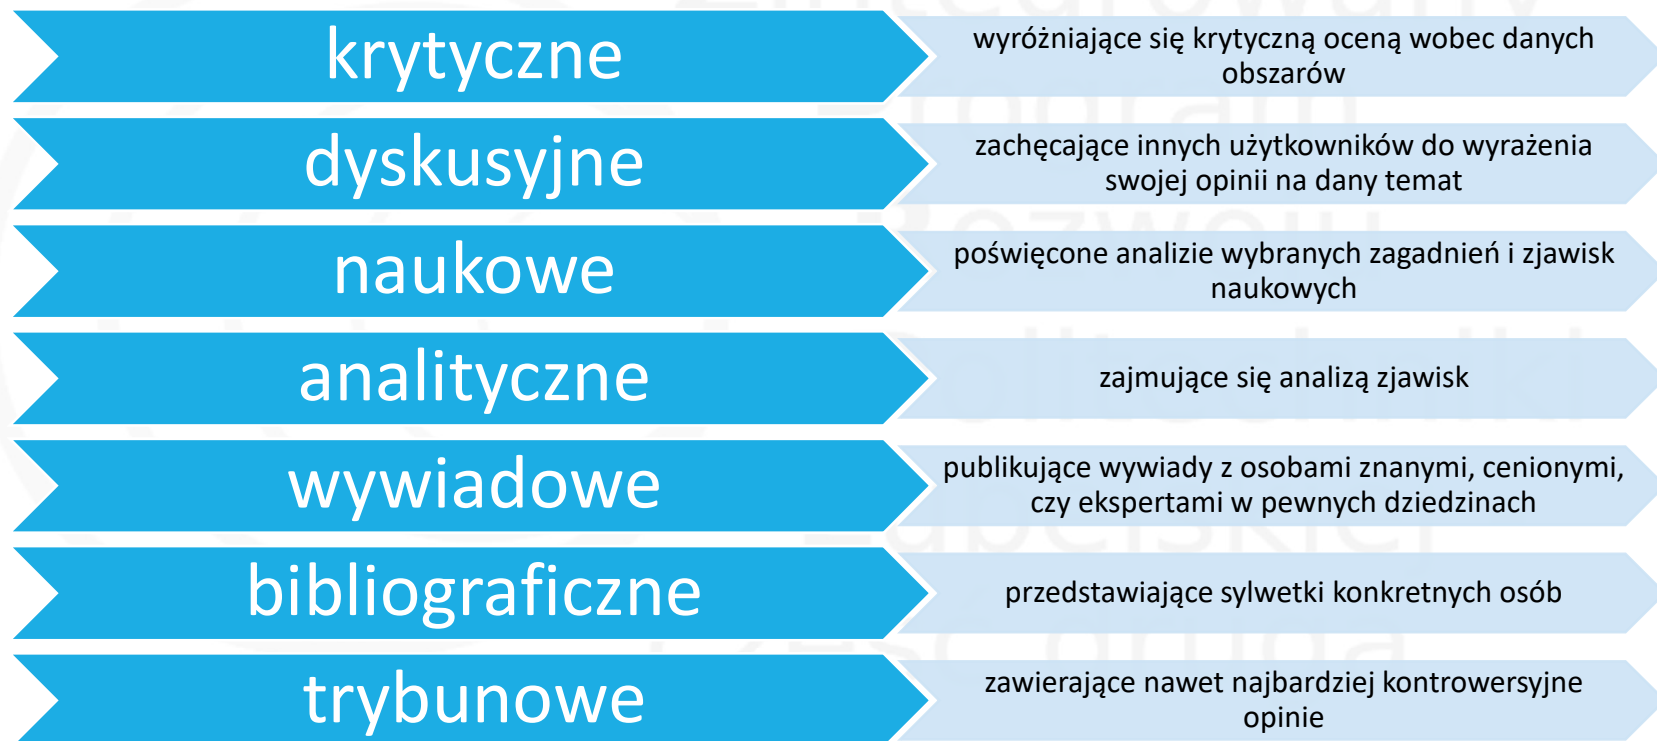 krytyczne
wyróżniające się krytyczną oceną wobec danych
obszarów
dyskusyjne
zachęcające innych użytkowników do wyrażenia
swojej opinii na dany temat
naukowe
poświęcone analizie wybranych zagadnień i zjawisk
naukowych
analityczne
zajmujące się analizą zjawisk
wywiadowe
publikujące wywiady z osobami znanymi, cenionymi,
czy ekspertami w pewnych dziedzinach
bibliograficzne
przedstawiające sylwetki konkretnych osób
trybunowe
zawierające nawet najbardziej kontrowersyjne
opinie